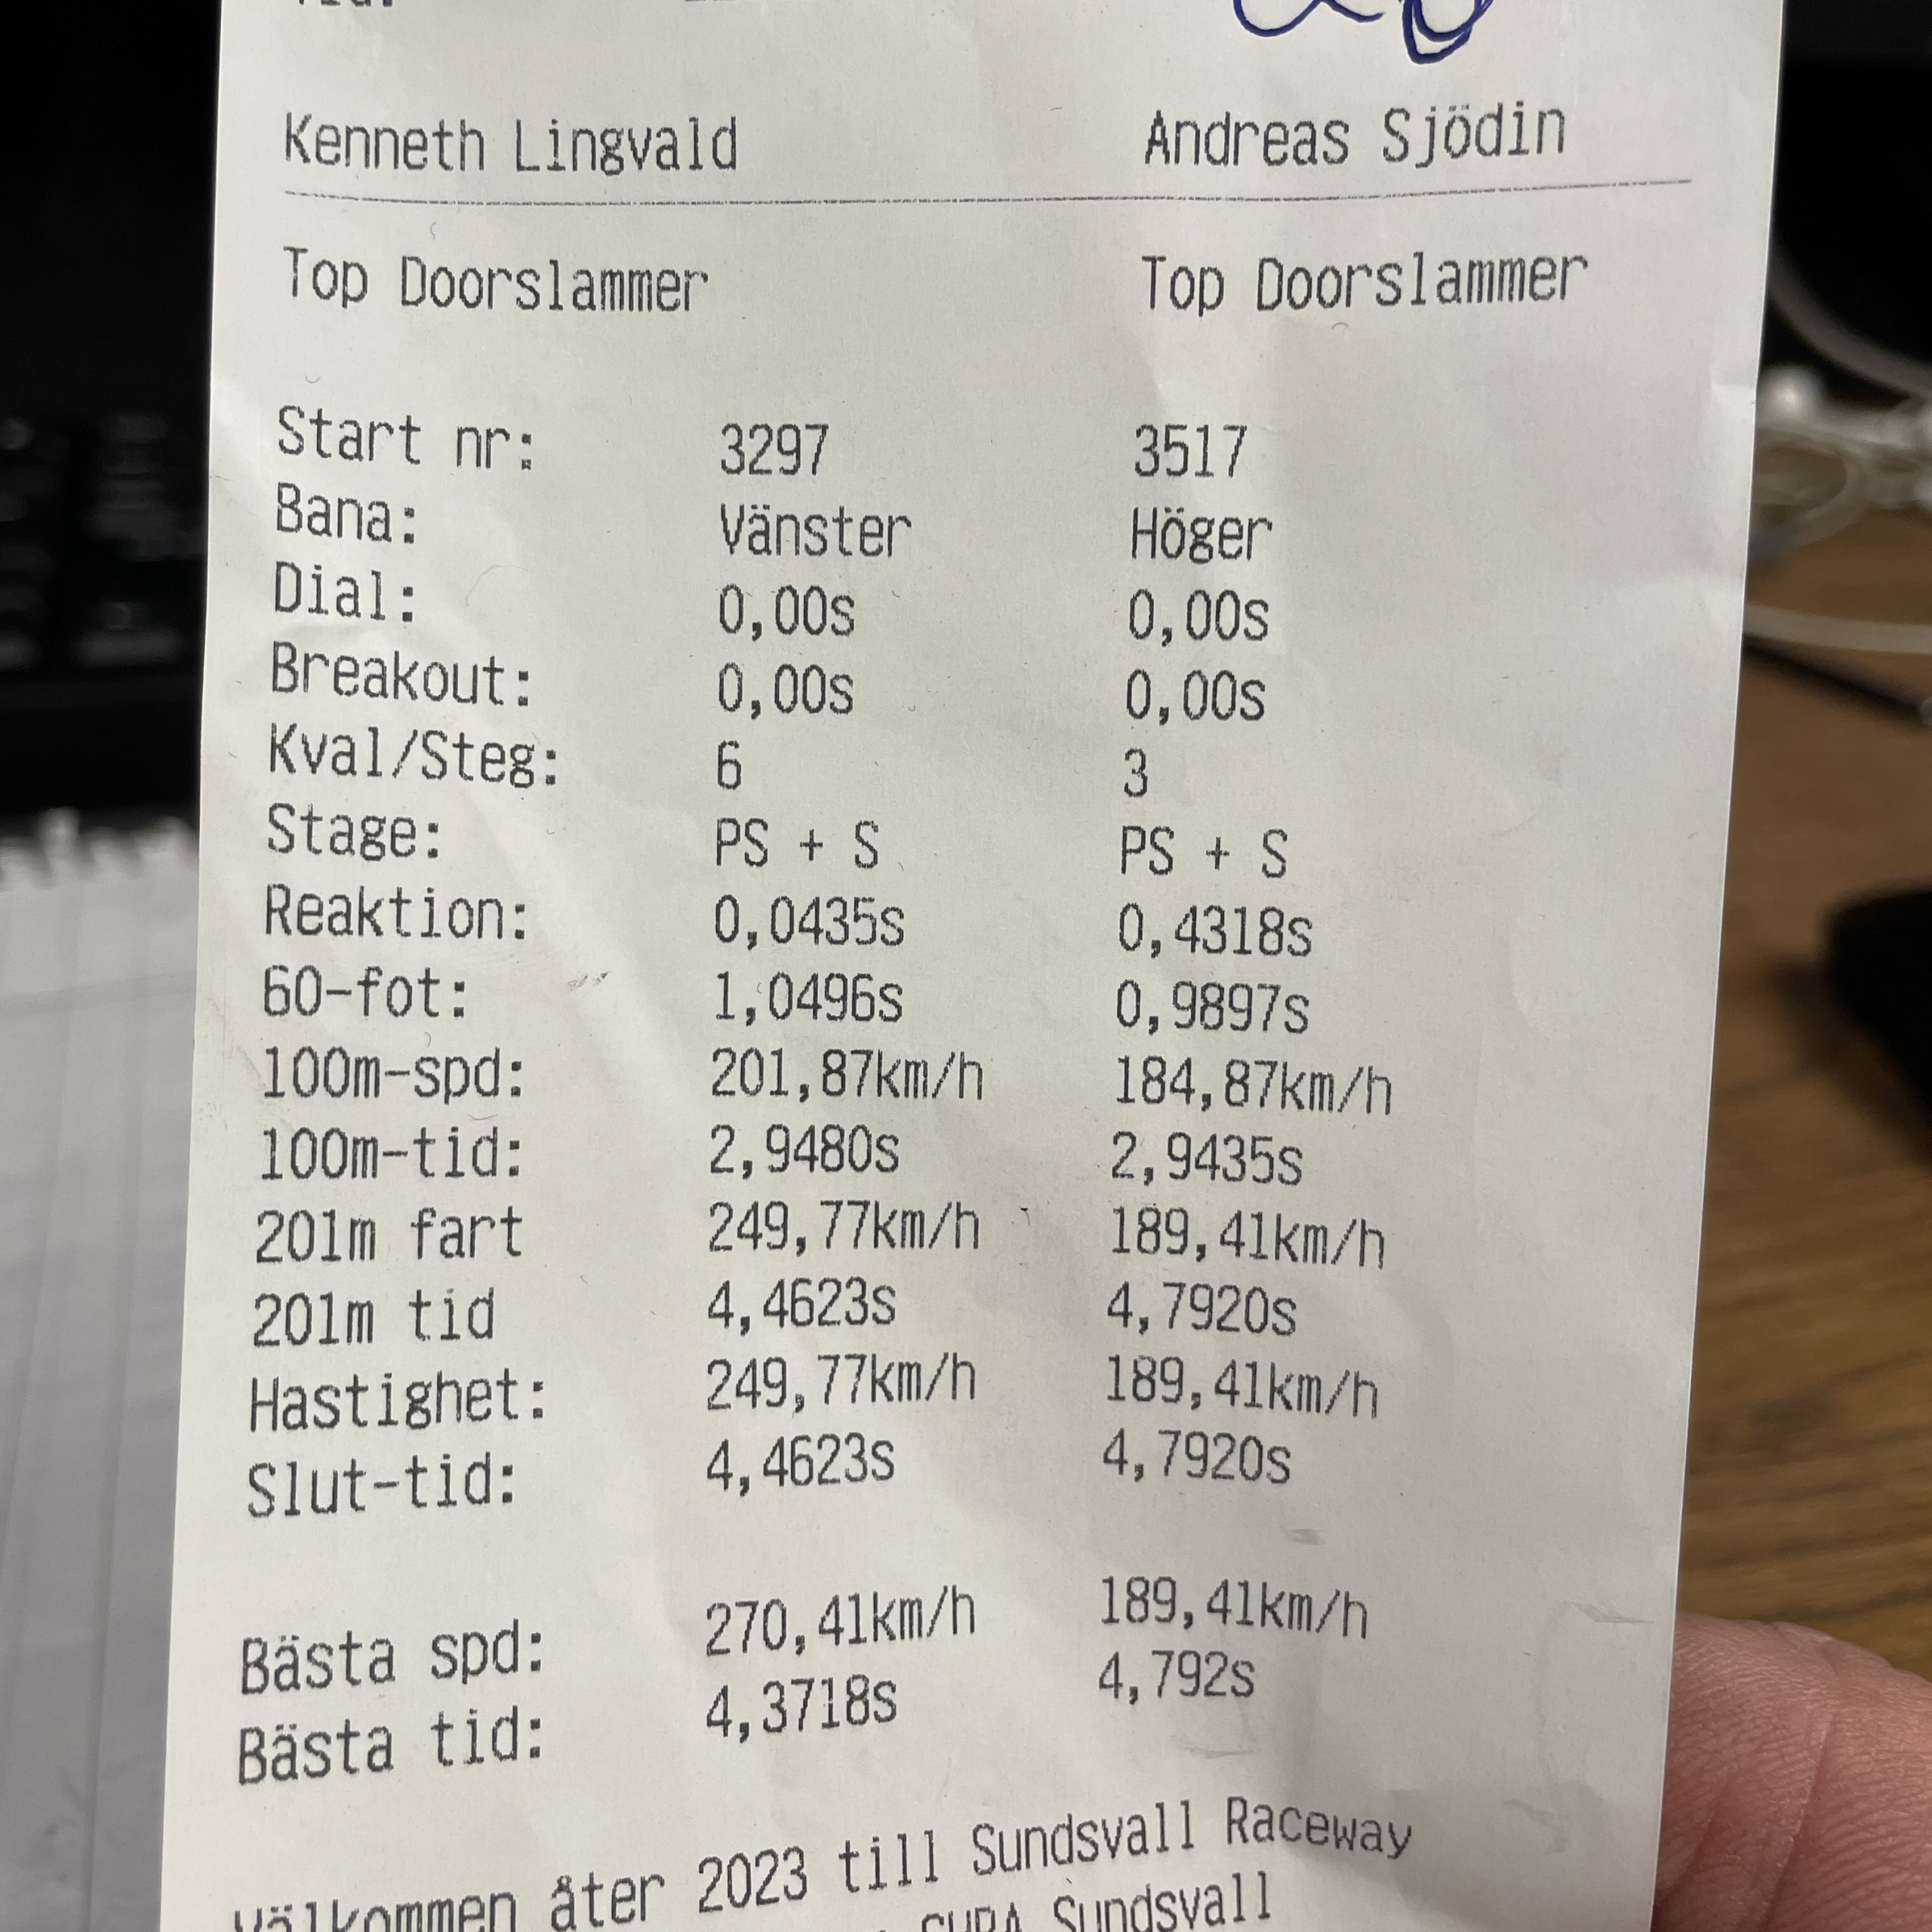 Kenneth Lingvald Andreas Sjödin
Top Doorslammer Top Doorslammer
Start nr: 3297 3517
Bana: Vänster Höger
Dial: 0,00s 0,00s
Breakout: 0,00s 0,00s
Kval/Steg: 6 3
Stage: PS + S PS + S
Reaktion: 0,0435s 0,4318s
60-fot: 1,0496s 0,9897s
100m-spd: 201,87km/h 184,87km/h
100m-tid: 2,9480s 2,9435s
201m fart 249,77km/h 189,41km/h
201m tid 4,4623s 4,7920s
Hastighet: 249,77km/h 189,41km/h
Slut-tid: 4,4623s 4,7920s
Bästa spd: 270,41km/h 189,41km/h
Bästa tid: 4,3718s 4,792s
Välkommen åter 2023 till Sundsvall Raceway
Sundsvall